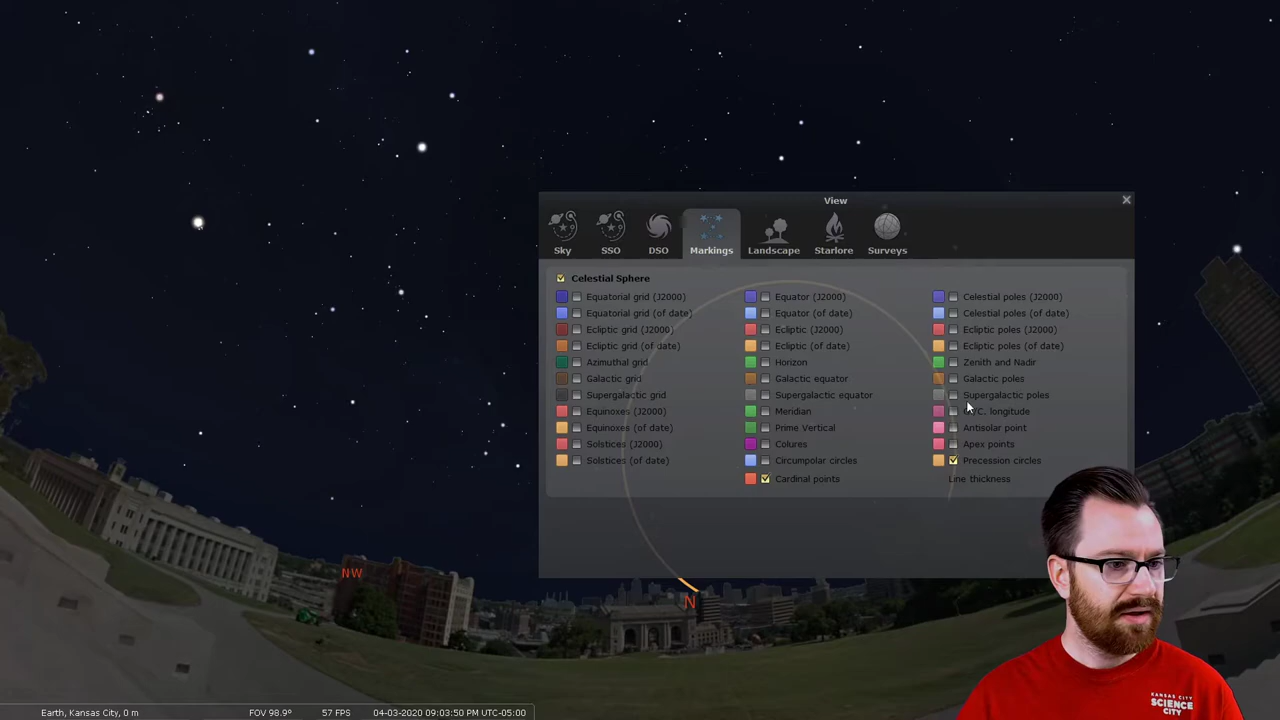 View
Sky SSO DSO Markings Landscape Starlore Surveys
Celestial Sphere
Equatorial grid (J2000) Equator (J2000) Celestial poles (J2000)
Equatorial grid (of date) Equator (of date) Celestial poles (of date)
Ecliptic grid (J2000) Ecliptic (J2000) Ecliptic poles (J2000)
Ecliptic grid (of date) Ecliptic (of date) Ecliptic poles (of date)
Azimuthal grid Horizon Zenith and Nadir
Galactic grid Galactic equator Galactic poles
Supergalactic grid Supergalactic equator Supergalactic poles
Equinoxes (J2000) Meridian longitude
Equinoxes (of date) Prime Vertical Antisolar point
Solstices (J2000) Colures Apex points
Solstices (of date) Circumpolar circles Precession circles
Cardinal points Line thickness
NW
N
KANSAS CITY
SCIENCE
CITY
Earth, Kansas City, 0 m FOV 98.9° 57 FPS 04-03-2020 09:03:50 PM UTC-05:00